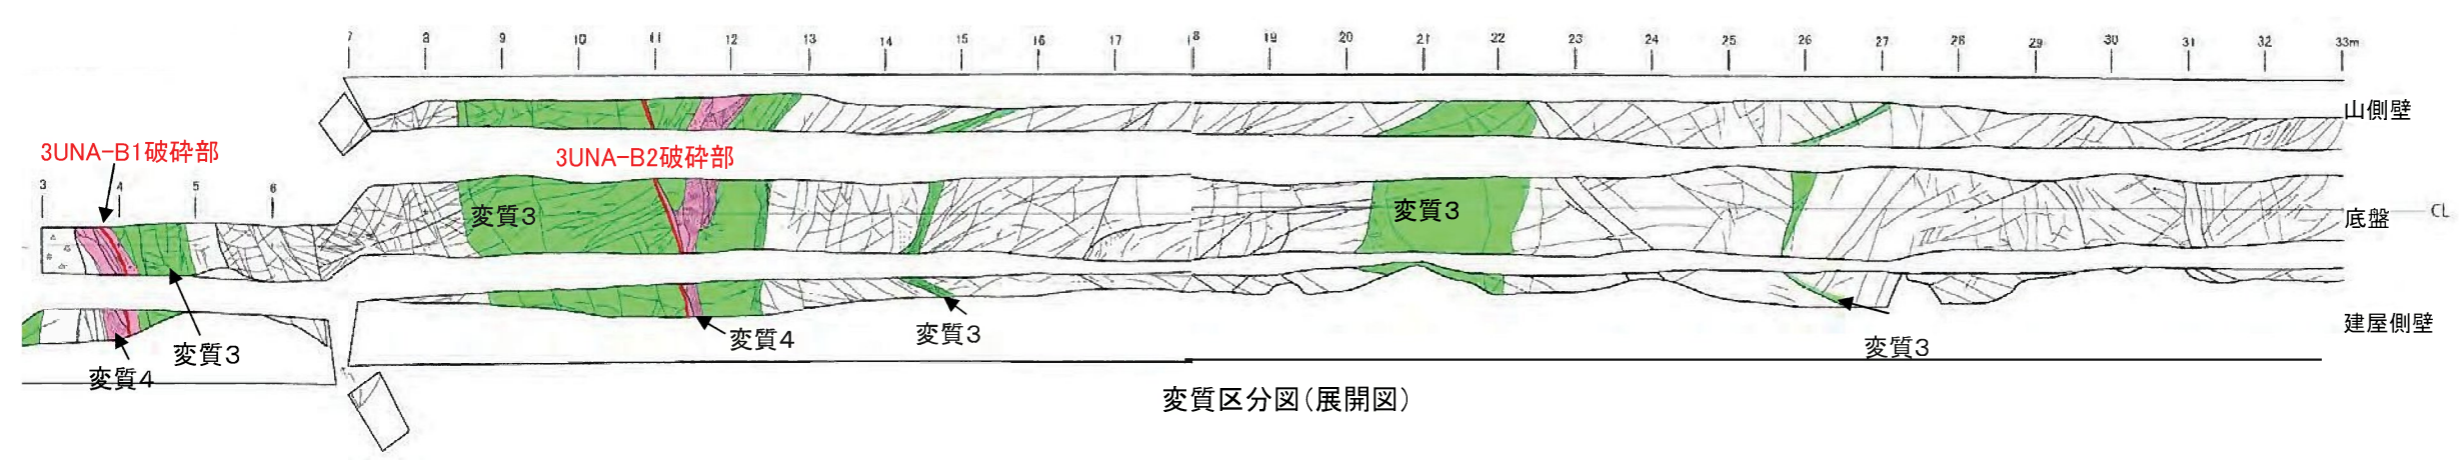 7 8 9 10 11 12 13 14 15 16 17 18 19 20 21 22 23 24 25 26 27 28 29 30 31 32 33m
山側壁
3UNA-B1破砕部
3UNA-B2破砕部
3 4 5 6
変質3
変質3
底盤
CL
変質3
変質4
変質4
変質3
変質3
建屋側壁
変質区分図(展開図)